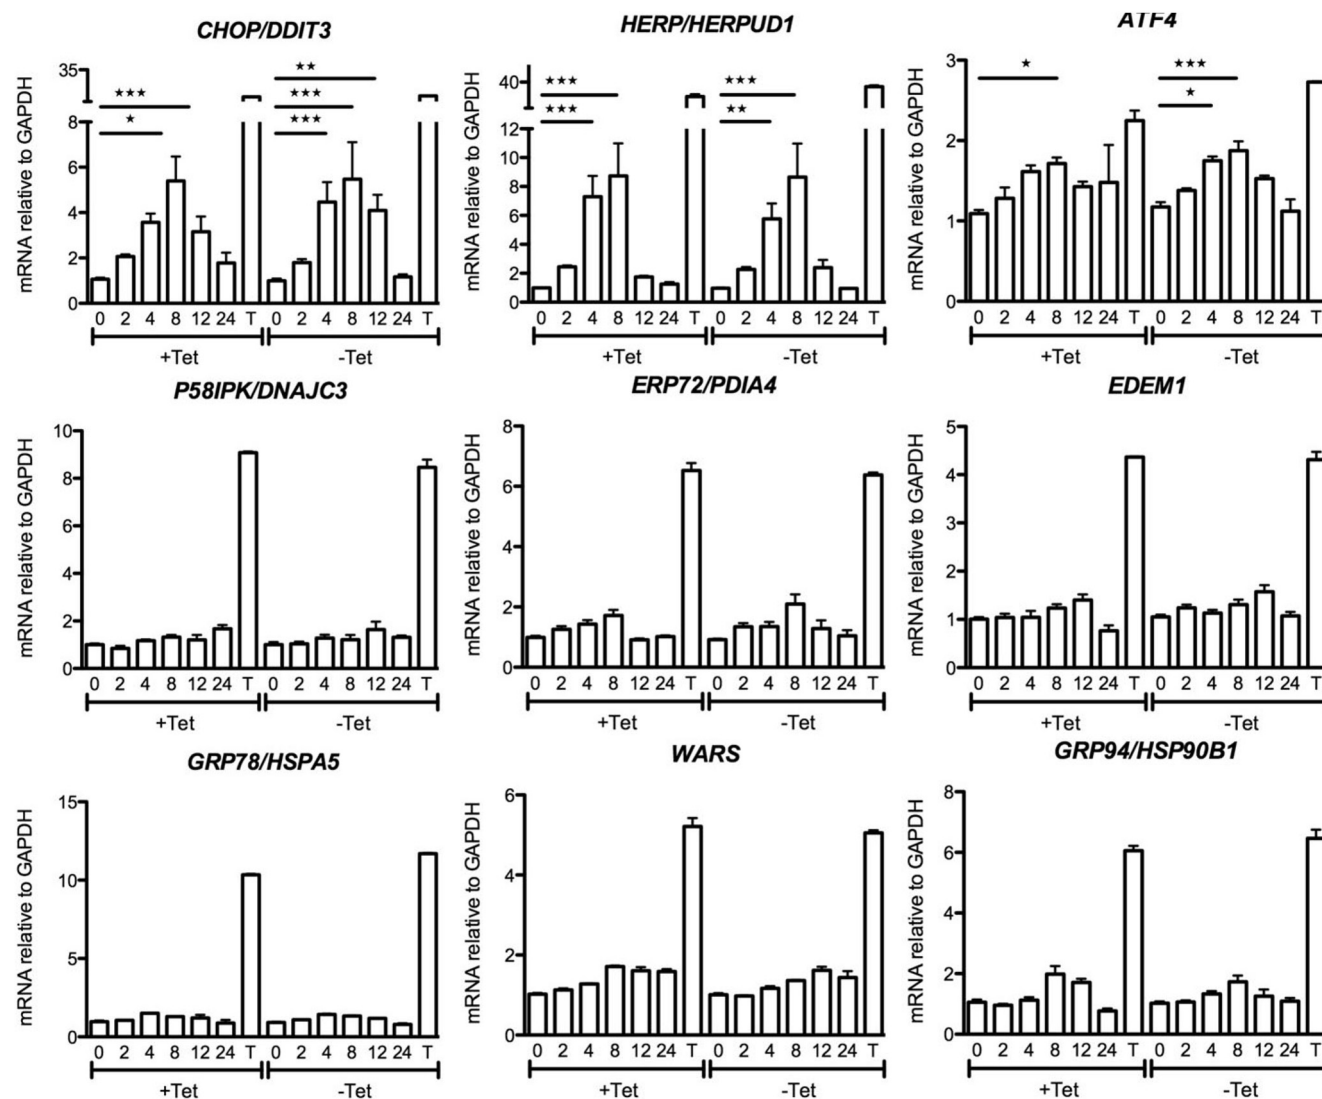 CHOP/DDIT3
mRNA relative to GAPDH
35
8
6
4
2
0
★★★
★
★★
★★★
★★★
0 2 4 8 12 24 T 0 2 4 8 12 24 T
+Tet -Tet
HERP/HERPUD1
mRNA relative to GAPDH
40
12
10
8
6
4
2
0
★★★
★★★
★★★
★★
0 2 4 8 12 24 T 0 2 4 8 12 24 T
+Tet -Tet
ATF4
mRNA relative to GAPDH
3
2
1
0
★
★★★
★
0 2 4 8 12 24 T 0 2 4 8 12 24 T
+Tet -Tet
P58IPK/DNAJC3
mRNA relative to GAPDH
10
8
6
4
2
0
0 2 4 8 12 24 T 0 2 4 8 12 24 T
+Tet -Tet
ERP72/PDIA4
mRNA relative to GAPDH
8
6
4
2
0
0 2 4 8 12 24 T 0 2 4 8 12 24 T
+Tet -Tet
EDEM1
mRNA relative to GAPDH
5
4
3
2
1
0
0 2 4 8 12 24 T 0 2 4 8 12 24 T
+Tet -Tet
GRP78/HSPA5
mRNA relative to GAPDH
15
10
5
0
0 2 4 8 12 24 T 0 2 4 8 12 24 T
+Tet -Tet
WARS
mRNA relative to GAPDH
6
4
2
0
0 2 4 8 12 24 T 0 2 4 8 12 24 T
+Tet -Tet
GRP94/HSP90B1
mRNA relative to GAPDH
8
6
4
2
0
0 2 4 8 12 24 T 0 2 4 8 12 24 T
+Tet -Tet